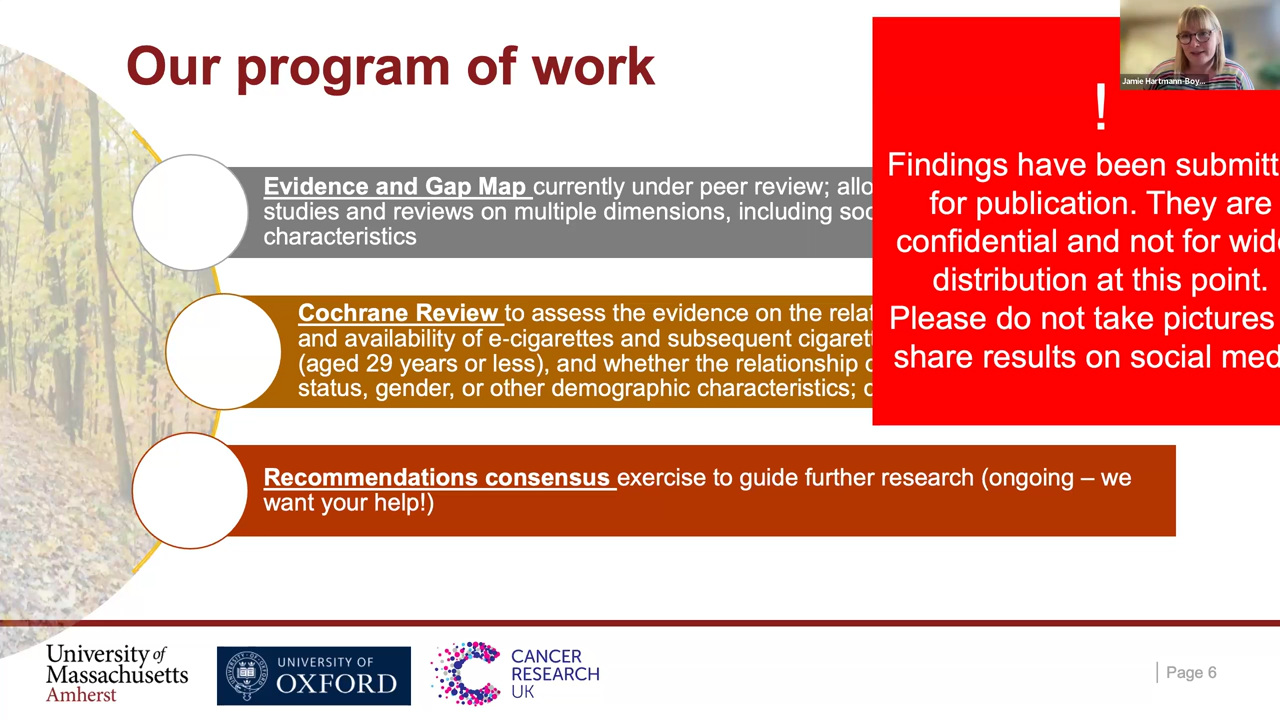 Our program of work
Jamie Hartmann-Boy...
!
Findings have been submitt
for publication. They are
confidential and not for wid
distribution at this point.
Please do not take pictures
share results on social med
Evidence and Gap Map currently under peer review; allo
studies and reviews on multiple dimensions, including soc
characteristics
Cochrane Review to assess the evidence on the relat
and availability of e-cigarettes and subsequent cigarett
(aged 29 years or less), and whether the relationship
status, gender, or other demographic characteristics;
Recommendations consensus exercise to guide further research (ongoing – we
want your help!)
University of
Massachusetts
Amherst
UNIVERSITY OF
OXFORD
CANCER
RESEARCH
UK
Page 6